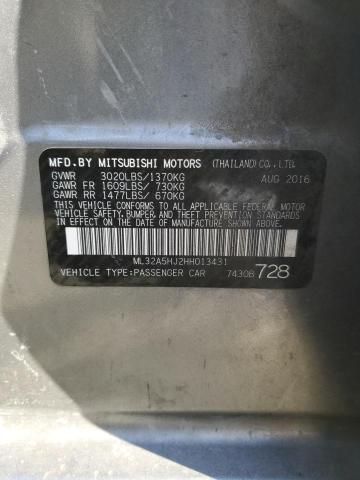 MFD.BY MITSUBISHI MOTORS (THAILAND)CO.,LTD.
GVWR 3020LBS/1370KG AUG 2016
GAWR FR 1609LBS/ 730KG
GAWR RR 1477LBS/ 670KG
THIS VEHICLE CONFORMS TO ALL APPLICABLE FEDERAL MOTOR
VEHICLE SAFETY, BUMPER, AND THEFT PREVENTION STANDARDS
IN EFFECT ON THE DATE OF MANUFACTURE SHOWN ABOVE.
ML32A5HJ2HH013431
VEHICLE TYPE:PASSENGER CAR 7430B 728